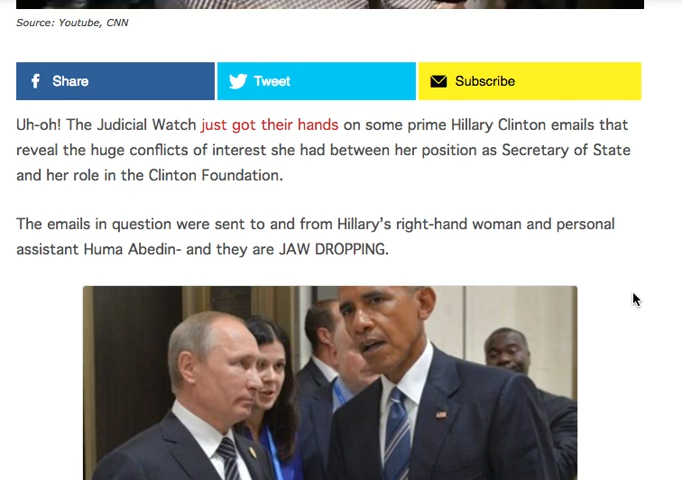 Source: Youtube, CNN
Share
Tweet
Subscribe
Uh-oh! The Judicial Watch just got their hands on some prime Hillary Clinton emails that
reveal the huge conflicts of interest she had between her position as Secretary of State
and her role in the Clinton Foundation.
The emails in question were sent to and from Hillary’s right-hand woman and personal
assistant Huma Abedin- and they are JAW DROPPING.